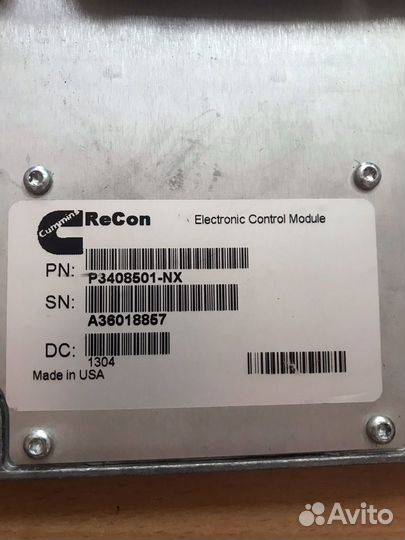 Cummins
ReCon Electronic Control Module
PN:
P3408501-NX
SN:
A36018857
DC:
1304
Made in USA
Avito